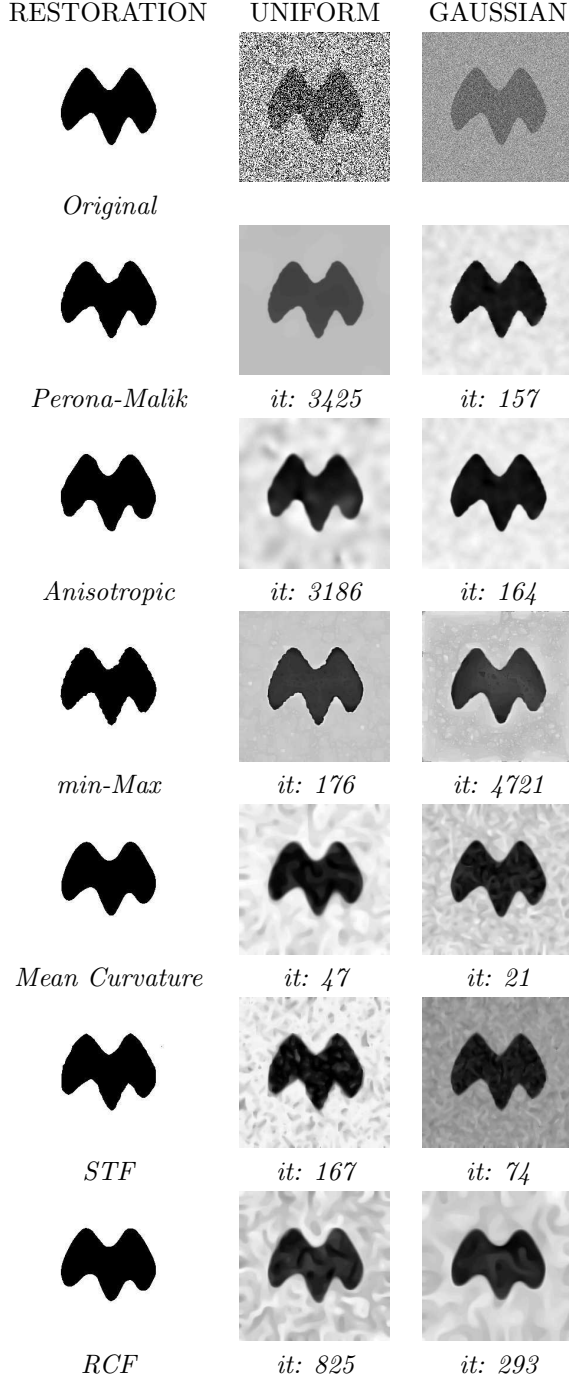 RESTORATION UNIFORM GAUSSIAN
Original
Perona-Malik it: 3425 it: 157
Anisotropic it: 3186 it: 164
min-Max it: 176 it: 4721
Mean Curvature it: 47 it: 21
STF it: 167 it: 74
RCF it: 825 it: 293